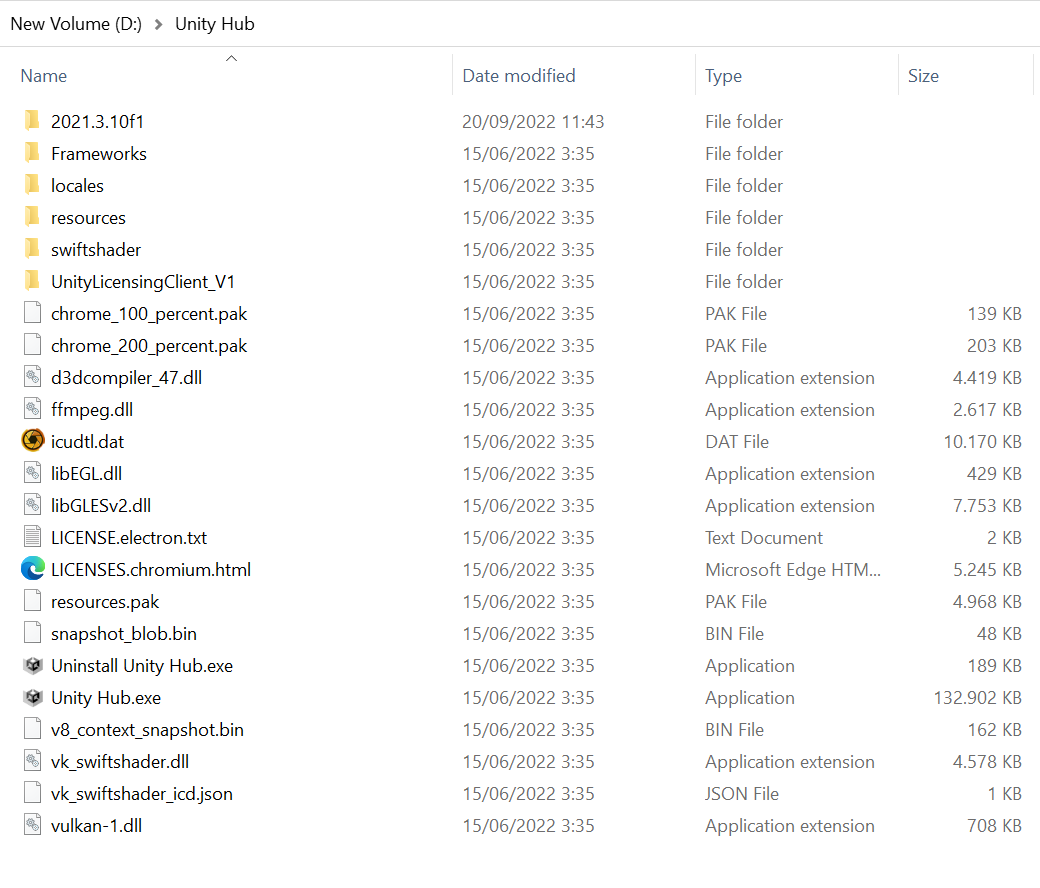 New Volume (D:) > Unity Hub
Name Date modified Type Size
2021.3.10f1 20/09/2022 11:43 File folder
Frameworks 15/06/2022 3:35 File folder
locales 15/06/2022 3:35 File folder
resources 15/06/2022 3:35 File folder
swiftshader 15/06/2022 3:35 File folder
UnityLicensingClient_V1 15/06/2022 3:35 File folder
chrome_100_percent.pak 15/06/2022 3:35 PAK File 139 KB
chrome_200_percent.pak 15/06/2022 3:35 PAK File 203 KB
d3dcompiler_47.dll 15/06/2022 3:35 Application extension 4.419 KB
ffmpeg.dll 15/06/2022 3:35 Application extension 2.617 KB
icudtl.dat 15/06/2022 3:35 DAT File 10.170 KB
libEGL.dll 15/06/2022 3:35 Application extension 429 KB
libGLESv2.dll 15/06/2022 3:35 Application extension 7.753 KB
LICENSE.electron.txt 15/06/2022 3:35 Text Document 2 KB
LICENSES.chromium.html 15/06/2022 3:35 Microsoft Edge HTM... 5.245 KB
resources.pak 15/06/2022 3:35 PAK File 4.968 KB
snapshot_blob.bin 15/06/2022 3:35 BIN File 48 KB
Uninstall Unity Hub.exe 15/06/2022 3:35 Application 189 KB
Unity Hub.exe 15/06/2022 3:35 Application 132.902 KB
v8_context_snapshot.bin 15/06/2022 3:35 BIN File 162 KB
vk_swiftshader.dll 15/06/2022 3:35 Application extension 4.578 KB
vk_swiftshader_icd.json 15/06/2022 3:35 JSON File 1 KB
vulkan-1.dll 15/06/2022 3:35 Application extension 708 KB